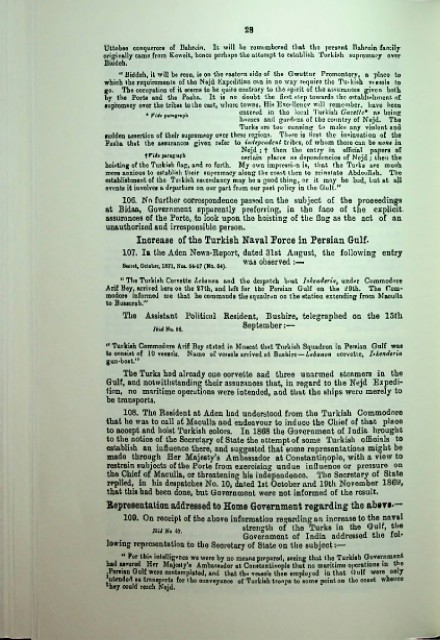 28
Uttobee conquerors of Bahrein. It will be remembered that the present Bahrein family
originally came from Koweit, hence perhaps the attempt to establish Turkish supremacy over
Biddeh.
" Biddeh, it will be seen, is on the eastern side of the Gwuttur Promontory, a place to
which the requirements of the Nejd Expedition can in no way require the Turkish vessels to
go. The occupation of it seems to be quite contrary to the spirit of the assurances given both
by the Porte and the Pasha. It is no doubt the first step towards the establishment of
supremacy over the tribes to the east, whose towns, His Excellency will remember, have been
* Vide paragraph
entered in the local Turkish Gazette* as being
houses and gardens of the country of Nejd. The
Turks are too cunning to make any violent and
sudden assertion of their supremacy over these regions. There is first the insinuation of the
Pasha that the assurances given refer to independent tribes, of whom there can be none in
†Vide paragraph
Nejd ; † then the entry in official papers of
certain places as dependencies of Nejd ; then the
hoisting of the Turkish flag, and so forth. My own impression is, that the Turks are much
more anxious to establish their supremacy along the coast then to reinstate Abdoollah. The
establishment of the Turkish ascendancy may be a good thing, or it may be bad, but at all
events it involves a departure on our part from our past policy in the Gulf."
106. No further correspondence passed on the subject of the proceedings
at Bidaa, Government apparently preferring, in the face of the explicit
assurances of the Porte, to look upon the hoisting of the flag as the act of an
unauthorised and irresponsible person.
Increase of the Turkish Naval Force in Persian Gulf.
107. In the Aden News-Report, dated 31st August, the following entry
Secret, October, 1871, Nos. 34-57 (No. 34).
was observed :—
" The Turkish Corvette Lebanon and the despatch boat Iskenderia, under Commodore
Arif Bey, arrived here on the 27th, and left for the Persian Gulf on the 29th. The Com-
modore informed me that he commands the squadron on the station extending from Maculla
to Bussorah."
The Assistant Political Resident, Bushire, telegraphed on the 15th
Ibid No. 36.
September :—
" Turkish Commodore Arif Bey stated in Muscat that Turkish Squadron in Persian Gulf was
to consist of 10 vessels. Name of vessels arrived at Bushire—Lebanon corvette, Iskenderia
gun-boat."
The Turks had already one corvette and three unarmed steamers in the
Gulf, and notwithstanding their assurances that, in regard to the Nejd Expedi-
tion, no maritime operations were intended, and that the ships were merely to
be transports.
108. The Resident at Aden had understood from the Turkish Commodore
that he was to call at Maculla and endeavour to induce the Chief of that place
to accept and hoist Turkish colors. In 1868 the Government of India brought
to the notice of the Secretary of State the attempt of some Turkish officials to
establish an influence there, and suggested that some representations might be
made through Her Majesty's Ambassador at Constantinople, with a view to
restrain subjects of the Porte from exercising undue influence or pressure on
the Chief of Maculla, or threatening his independence. The Secretary of State
replied, in his despatches No. 10, dated 1st October and 19th November 1869,
that this had been done, but Government were not informed of the result.
Representation addressed to Home Government regarding the above.—
109. On receipt of the above information regarding an increase to the naval
Ibid No. 40.
strength of the Turks in the Gulf, the
Government of India addressed the fol-
lowing representation to the Secretary of State on the subject :—
" For this intelligence we were by no means prepared, seeing that the Turkish Government
had assured Her Majesty's Ambassador at Constantinople that no maritime operations in the
Persian Gulf were contemplated, and that the vessels then employed in that Gulf were only
intended as transports for the conveyance of Turkish troops to some point on the coast whence
they could reach Nejd.